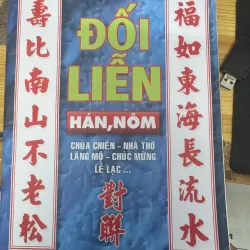 壽比南山不老松
福如東海長流水
ĐỐI
LIỄN
HÁN, NÔM
CHÙA CHIỀN - NHÀ THỜ
LĂNG MỘ - CHÚC MỪNG
LỄ LẠC ...
對聯